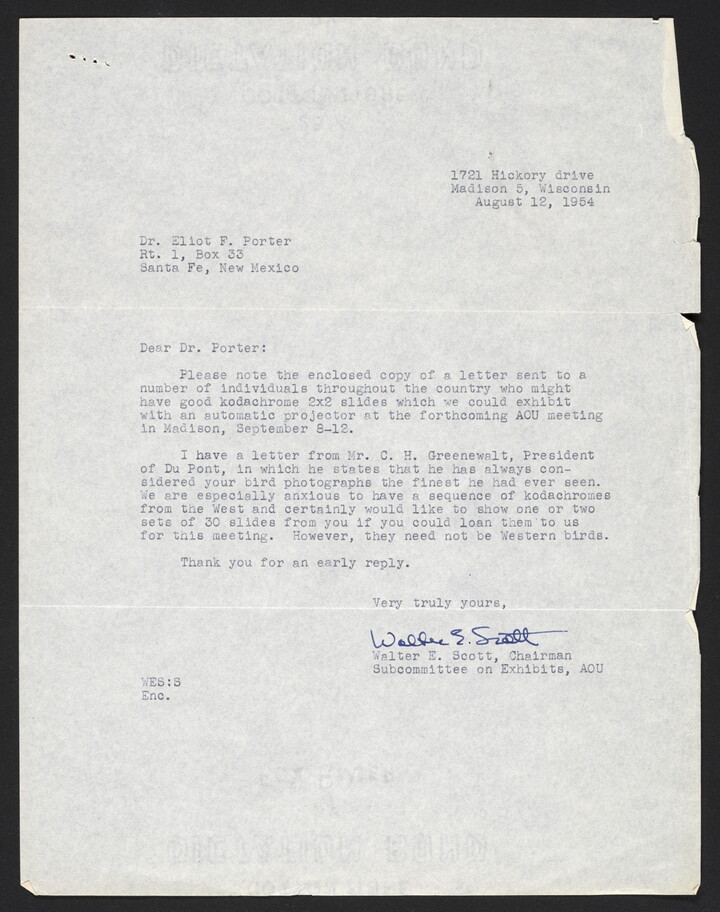 1721 Hickory drive
Madison 5, Wisconsin
August 12, 1954
Dr. Eliot F. Porter
Rt. 1, Box 33
Santa Fe, New Mexico
Dear Dr. Porter:
Please note the enclosed copy of a letter sent to a
number of individuals throughout the country who might
have good kodachrome 2x2 slides which we could exhibit
with an automatic projector at the forthcoming AOU meeting
in Madison, September 8-12.
I have a letter from Mr. C. H. Greenewalt, President
of Du Pont, in which he states that he has always con-
sidered your bird photographs the finest he had ever seen.
We are especially anxious to have a sequence of kodachromes
from the West and certainly would like to show one or two
sets of 30 slides from you if you could loan them to us
for this meeting. However, they need not be Western birds.
Thank you for an early reply.
Very truly yours,
Walter E. Scott
Walter E. Scott, Chairman
Subcommittee on Exhibits, AOU
WES:S
Enc.